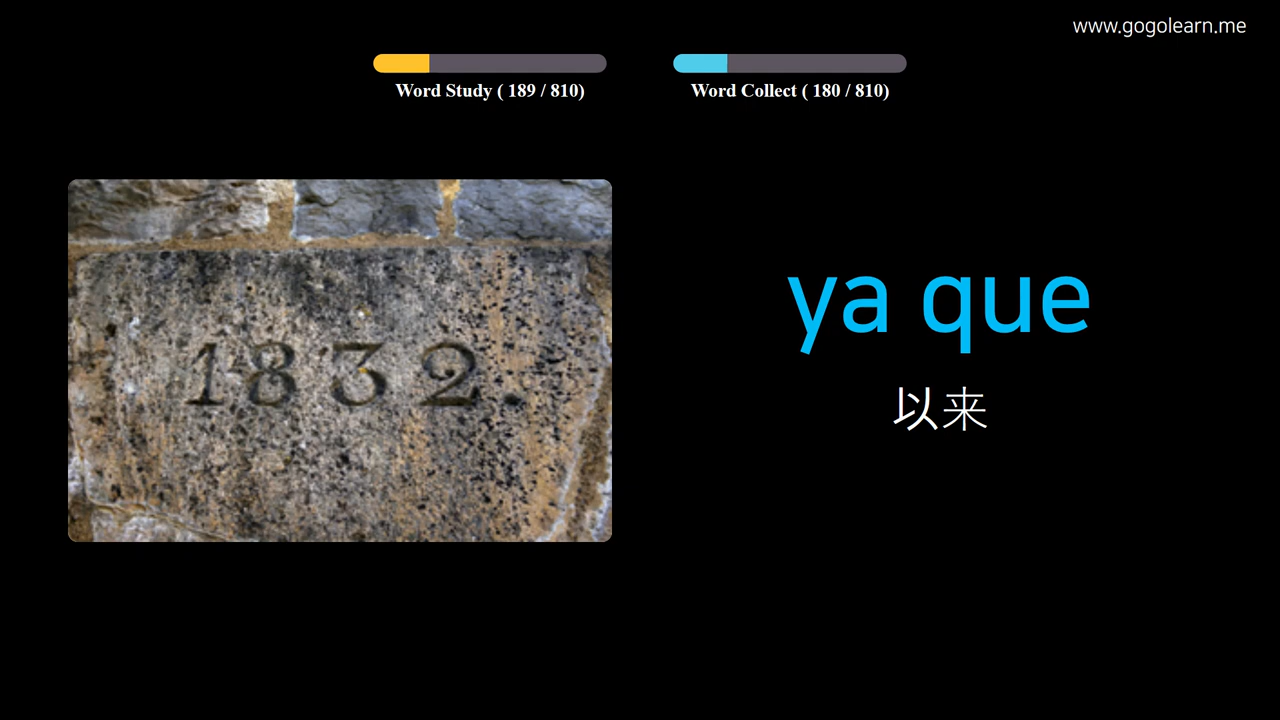 www.gogolearn.me
Word Study ( 189 / 810)
Word Collect ( 180 / 810)
1832.
ya que
以来